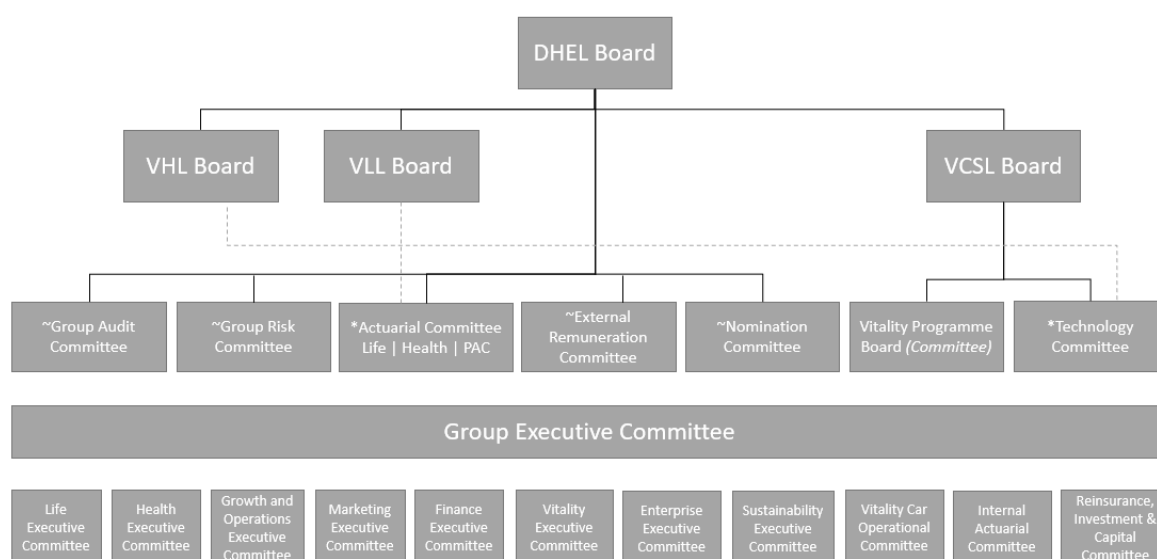 DHEL Board
VHL Board
VLL Board
VCSL Board
~Group Audit
Committee
~Group Risk
Committee
*Actuarial Committee
Life | Health | PAC
~External
Remuneration
Committee
~Nomination
Committee
Vitality Programme
Board (Committee)
*Technology
Committee
Group Executive Committee
Life
Executive
Committee
Health
Executive
Committee
Growth and
Operations
Executive
Committee
Marketing
Executive
Committee
Finance
Executive
Committee
Vitality
Executive
Committee
Enterprise
Executive
Committee
Sustainability
Executive
Committee
Vitality Car
Operational
Committee
Internal
Actuarial
Committee
Reinsurance,
Investment &
Capital
Committee